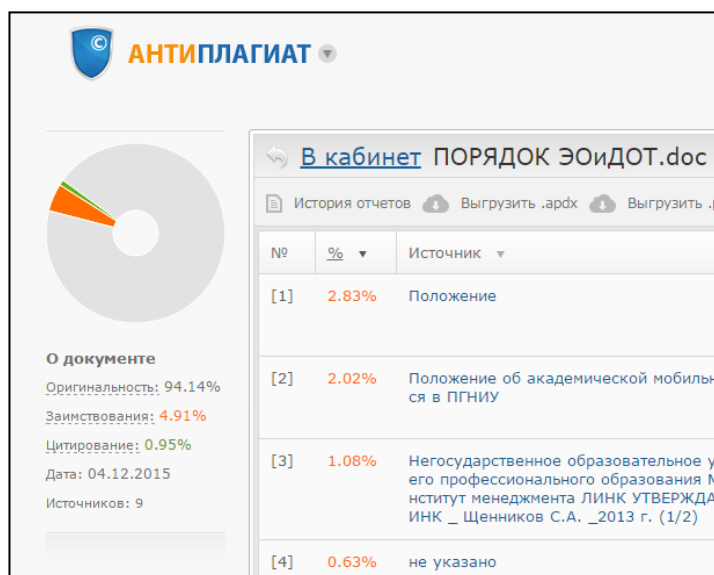 ©
АНТИПЛАГИАТ
В кабинет ПОРЯДОК ЭОиДОТ.doc
История отчетов Выгрузить .apdx Выгрузить
№ % Источник
[1] 2.83% Положение
[2] 2.02% Положение об академической
ся в ПГНИУ
[3] 1.08% Негосударственное образовательное
его профессионального образования
нститут менеджмента ЛИНК
ИНК _ Щенников С.А. _2013 г. (1/2)
[4] 0.63% не указано
О документе
Оригинальность: 94.14%
Заимствования: 4.91%
Цитирование: 0.95%
Дата: 04.12.2015
Источников: 9